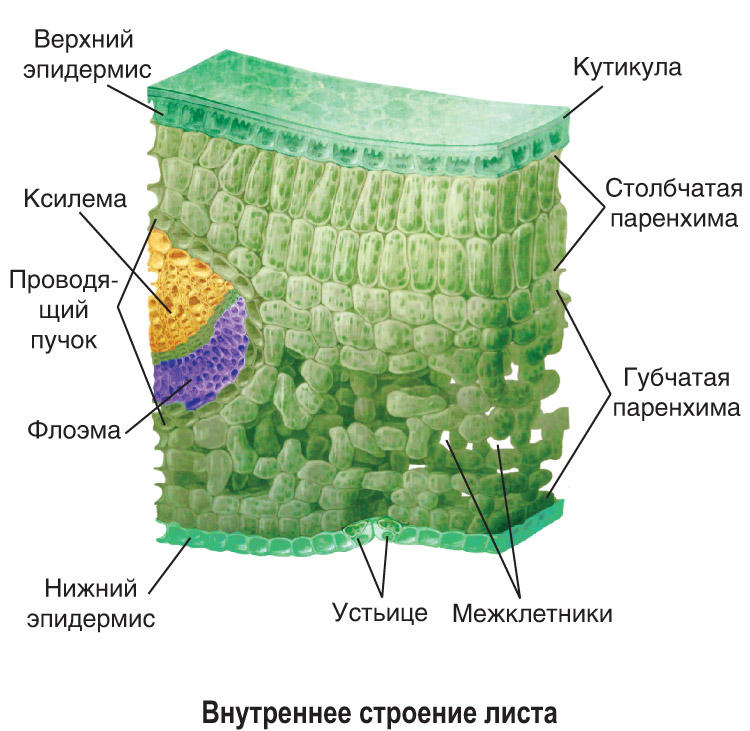 Верхний
эпидермис
Кутикула
Ксилема
Столбчатая
паренхима
Проводя-
щий
пучок
Губчатая
паренхима
Флоэма
Нижний
эпидермис
Устьице
Межклетники
Внутреннее строение листа